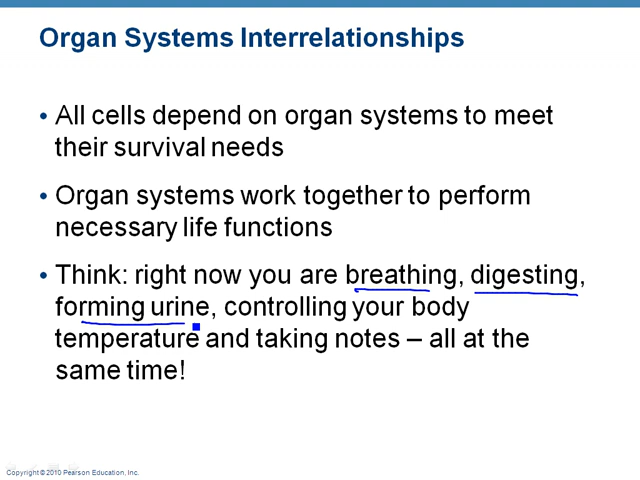 Organ Systems Interrelationships
• All cells depend on organ systems to meet
their survival needs
• Organ systems work together to perform
necessary life functions
• Think: right now you are breathing, digesting,
forming urine, controlling your body
temperature and taking notes – all at the
same time!
Copyright © 2010 Pearson Education, Inc.